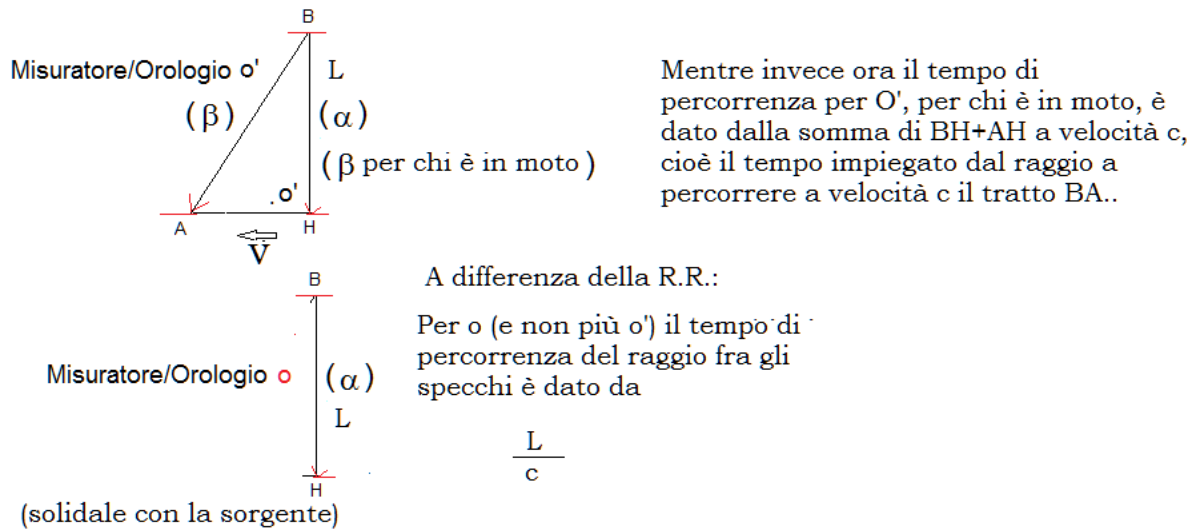 B
Misuratore/Orologio o'
L
(β)
(α)
(β per chi è in moto)
. o'
A
H
V
Mentre invece ora il tempo di
percorrenza per O', per chi è in moto, è
dato dalla somma di BH+AH a velocità c,
cioè il tempo impiegato dal raggio a
percorrere a velocità c il tratto BA..
B
Misuratore/Orologio o
(α)
L
H
(solidale con la sorgente)
A differenza della R.R.:
Per o (e non più o') il tempo di
percorrenza del raggio fra gli
specchi è dato da
L
c